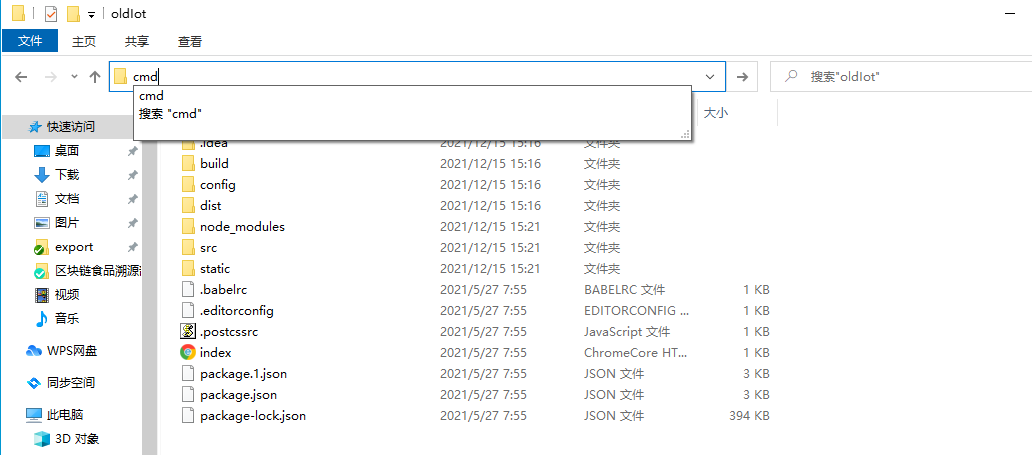 oldIot
文件 主页 共享 查看
cmd 搜索"oldIot"
cmd
搜索 "cmd"
大小
快速访问
桌面
下载
文档
图片
export
视频
音乐
WPS网盘
同步空间
此电脑
3D 对象
.idea 2021/12/15 15:16 文件夹
build 2021/12/15 15:16 文件夹
config 2021/12/15 15:16 文件夹
dist 2021/12/15 15:16 文件夹
node_modules 2021/12/15 15:21 文件夹
src 2021/12/15 15:21 文件夹
static 2021/12/15 15:21 文件夹
.babelrc 2021/5/27 7:55 BABELRC 文件 1 KB
.editorconfig 2021/5/27 7:55 EDITORCONFIG ... 1 KB
.postcssrc 2021/5/27 7:55 JavaScript 文件 1 KB
index 2021/5/27 7:55 ChromeCore HT... 1 KB
package.1.json 2021/5/27 7:55 JSON 文件 3 KB
package.json 2021/5/27 7:55 JSON 文件 3 KB
package-lock.json 2021/5/27 7:55 JSON 文件 394 KB
区块链食品溯源